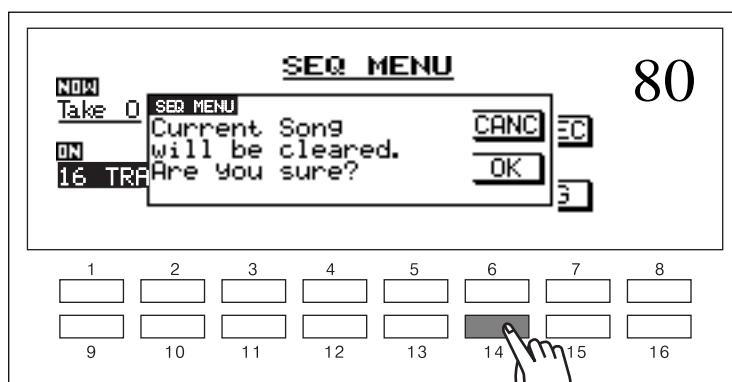 SEQ MENU
80
NOW
Take O
SEQ MENU
Current Song
will be cleared.
Are you sure?
CANC
OK
EC
ON
16 TRA
G
1 2 3 4 5 6 7 8
9 10 11 12 13 14 15 16